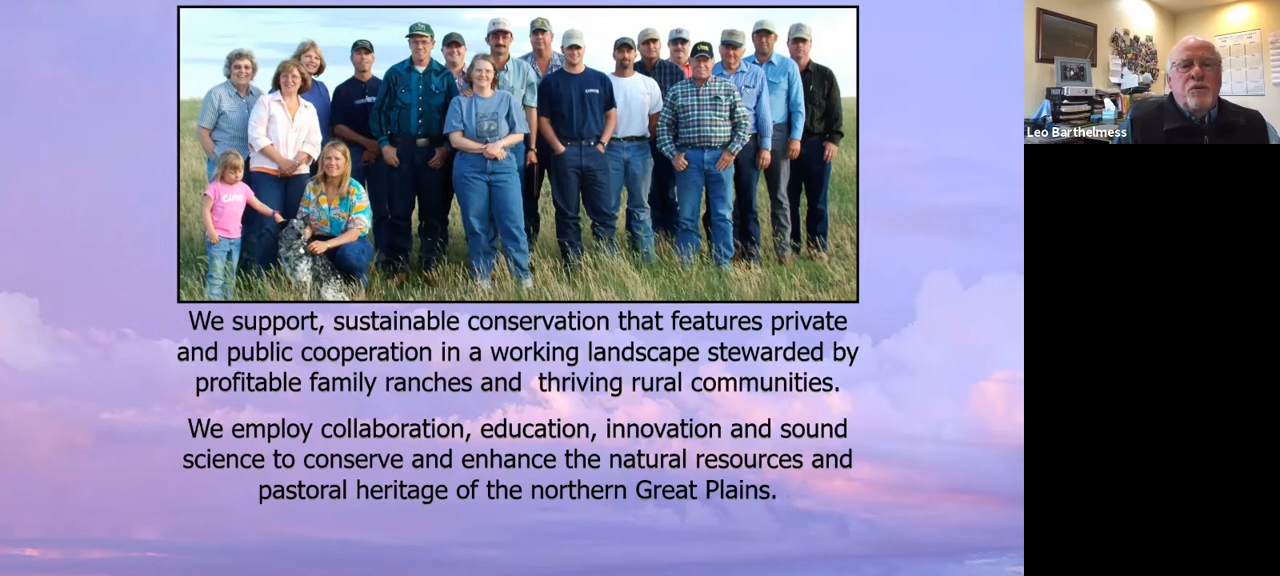 We support, sustainable conservation that features private
and public cooperation in a working landscape stewarded by
profitable family ranches and thriving rural communities.
We employ collaboration, education, innovation and sound
science to conserve and enhance the natural resources and
pastoral heritage of the northern Great Plains.
Leo Barthelmess